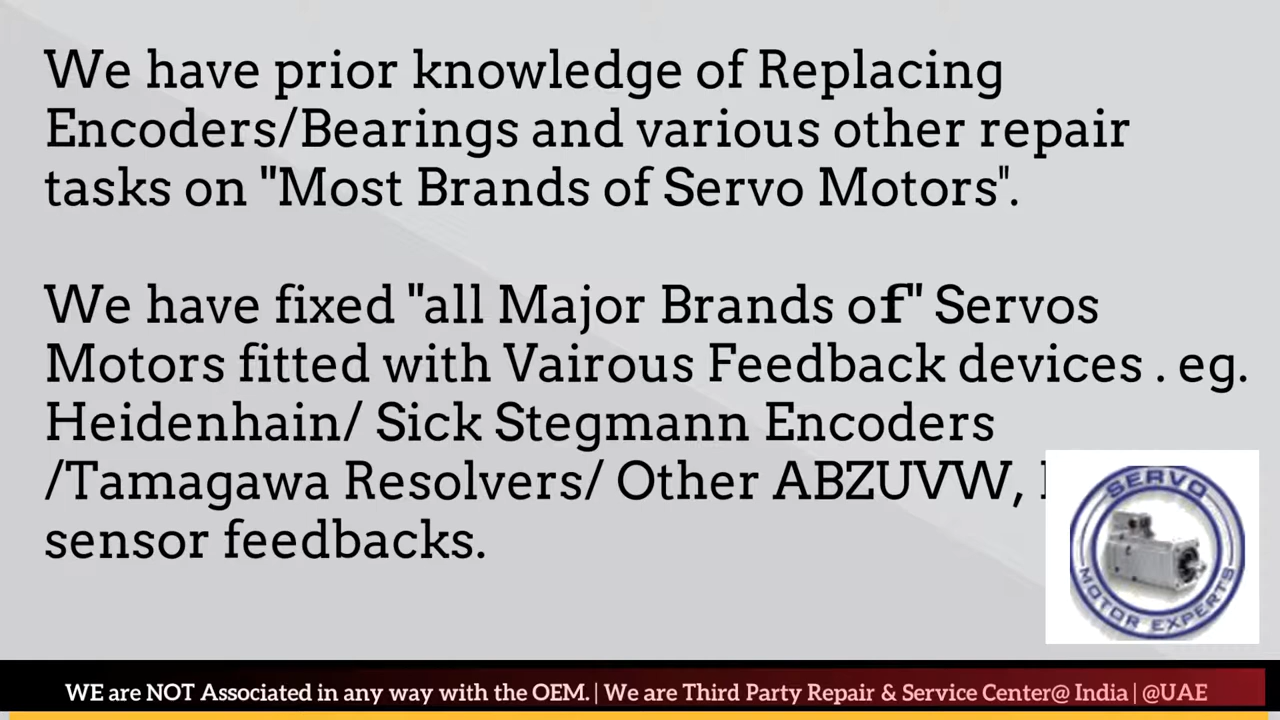 We have prior knowledge of Replacing
Encoders/Bearings and various other repair
tasks on "Most Brands of Servo Motors".
We have fixed "all Major Brands of" Servos
Motors fitted with Vairous Feedback devices . eg.
Heidenhain/ Sick Stegmann Encoders
/Tamagawa Resolvers/ Other ABZUVW,
sensor feedbacks.
SERVO
MOTOR EXPERTS
WE are NOT Associated in any way with the OEM. | We are Third Party Repair & Service Center@ India | @UAE